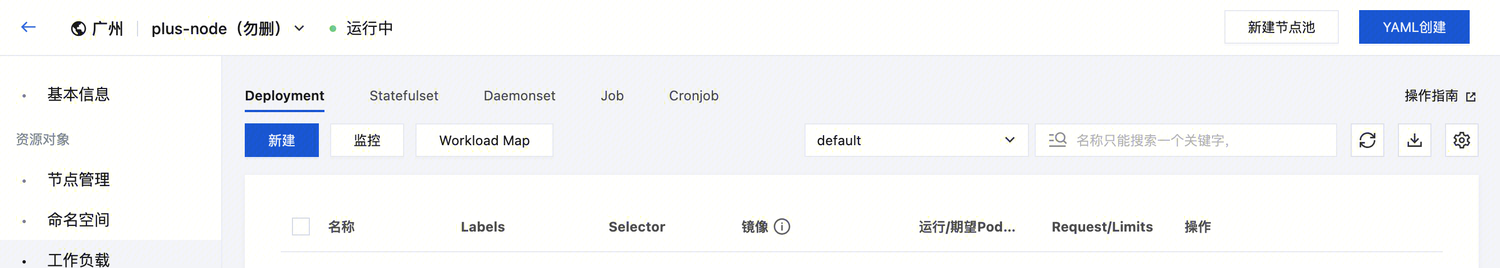 广州 plus-node（勿删） 运行中 新建节点池 YAML创建
基本信息
资源对象
节点管理
命名空间
工作负载
Deployment Statefulset Daemonset Job Cronjob 操作指南
新建 监控 Workload Map default 名称只能搜索一个关键字，
名称 Labels Selector 镜像 运行/期望Pod... Request/Limits 操作